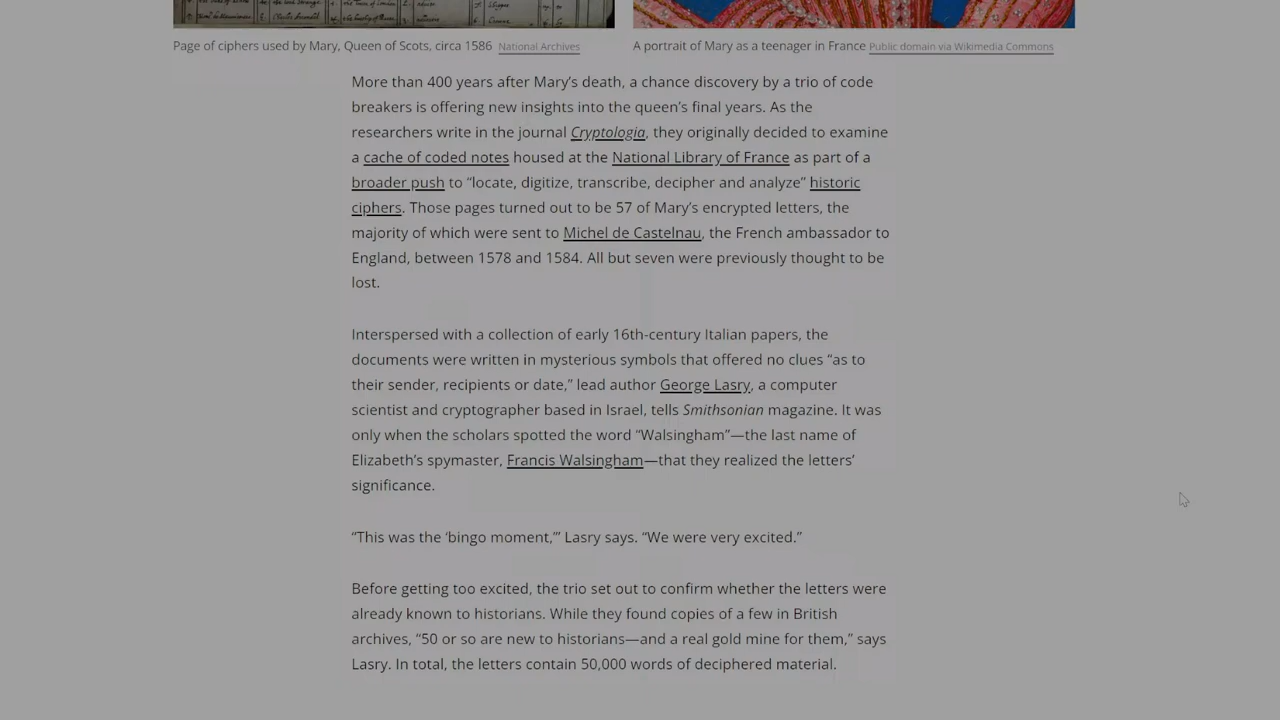 Page of ciphers used by Mary, Queen of Scots, circa 1586 National Archives
A portrait of Mary as a teenager in France Public domain via Wikimedia Commons
More than 400 years after Mary’s death, a chance discovery by a trio of code
breakers is offering new insights into the queen’s final years. As the
researchers write in the journal Cryptologia, they originally decided to examine
a cache of coded notes housed at the National Library of France as part of a
broader push to “locate, digitize, transcribe, decipher and analyze” historic
ciphers. Those pages turned out to be 57 of Mary’s encrypted letters, the
majority of which were sent to Michel de Castelnau, the French ambassador to
England, between 1578 and 1584. All but seven were previously thought to be
lost.
Interspersed with a collection of early 16th-century Italian papers, the
documents were written in mysterious symbols that offered no clues “as to
their sender, recipients or date,” lead author George Lasry, a computer
scientist and cryptographer based in Israel, tells Smithsonian magazine. It was
only when the scholars spotted the word “Walsingham”—the last name of
Elizabeth’s spymaster, Francis Walsingham—that they realized the letters’
significance.
“This was the ‘bingo moment,’” Lasry says. “We were very excited.”
Before getting too excited, the trio set out to confirm whether the letters were
already known to historians. While they found copies of a few in British
archives, “50 or so are new to historians—and a real gold mine for them,” says
Lasry. In total, the letters contain 50,000 words of deciphered material.